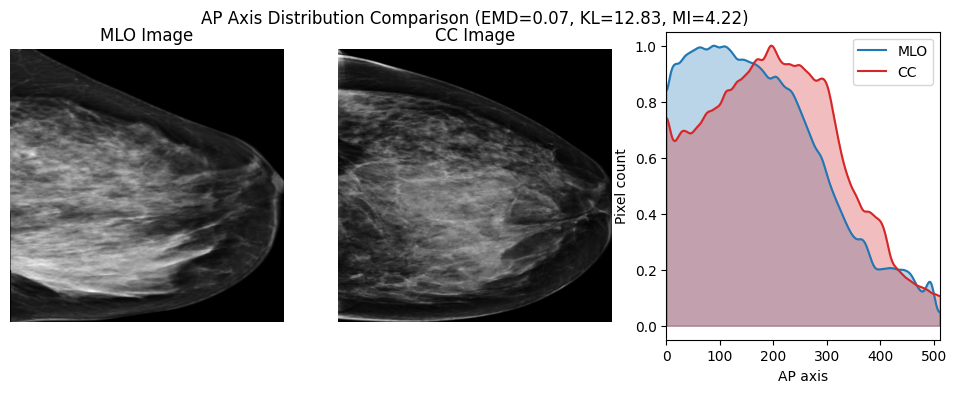 AP Axis Distribution Comparison (EMD=0.07, KL=12.83, MI=4.22)
MLO Image
CC Image
MLO
CC
Pixel count
1.0
0.8
0.6
0.4
0.2
0.0
0 100 200 300 400 500
AP axis